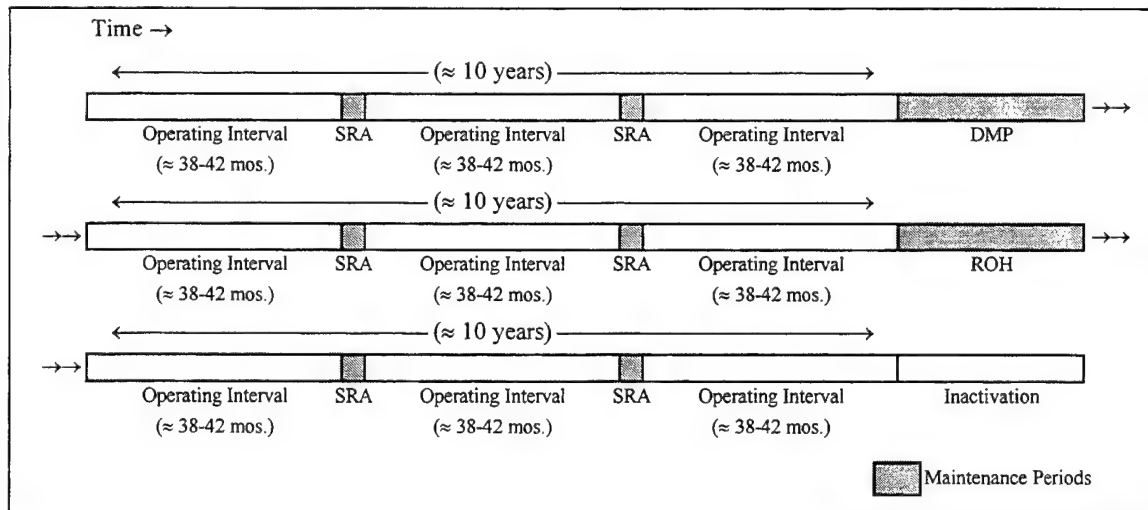 Time →
(≈ 10 years)
→→
Operating Interval SRA Operating Interval SRA Operating Interval DMP
(≈ 38-42 mos.) (≈ 38-42 mos.) (≈ 38-42 mos.)
(≈ 10 years)
→→ →→
Operating Interval SRA Operating Interval SRA Operating Interval ROH
(≈ 38-42 mos.) (≈ 38-42 mos.) (≈ 38-42 mos.)
(≈ 10 years)
→→
Operating Interval SRA Operating Interval SRA Operating Interval Inactivation
(≈ 38-42 mos.) (≈ 38-42 mos.) (≈ 38-42 mos.)
Maintenance Periods